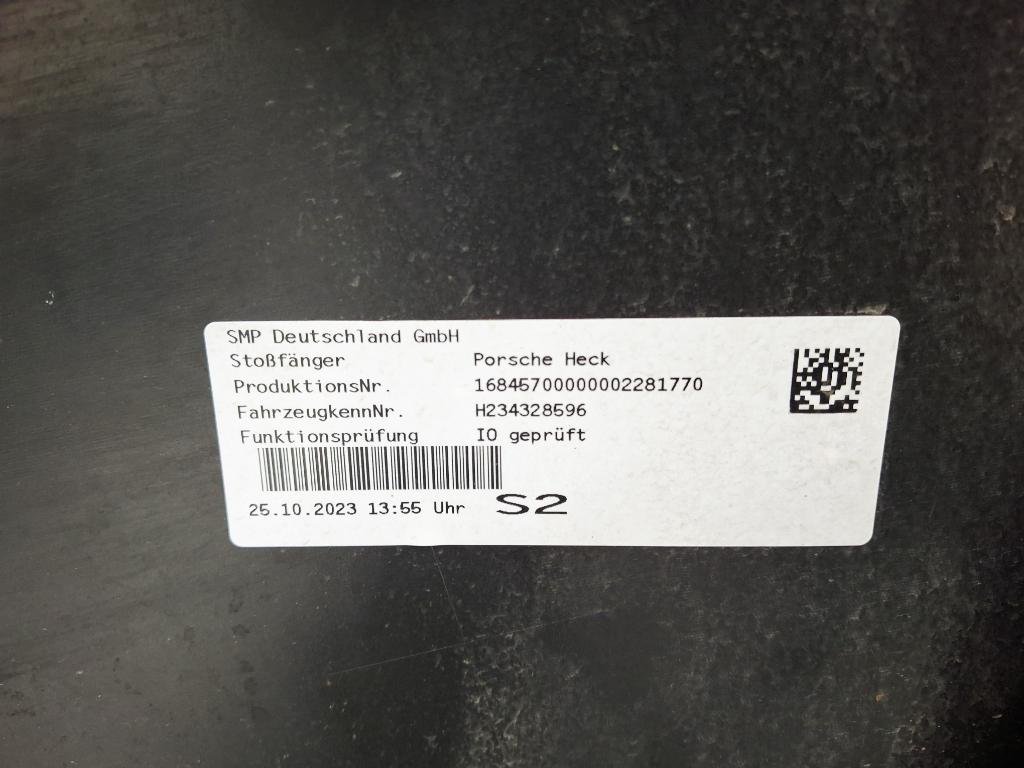 SMP Deutschland GmbH
Stoßfänger Porsche Heck
ProduktionsNr. 16845700000002281770
FahrzeugkennNr. H234328596
Funktionsprüfung IO geprüft
25.10.2023 13:55 Uhr S2